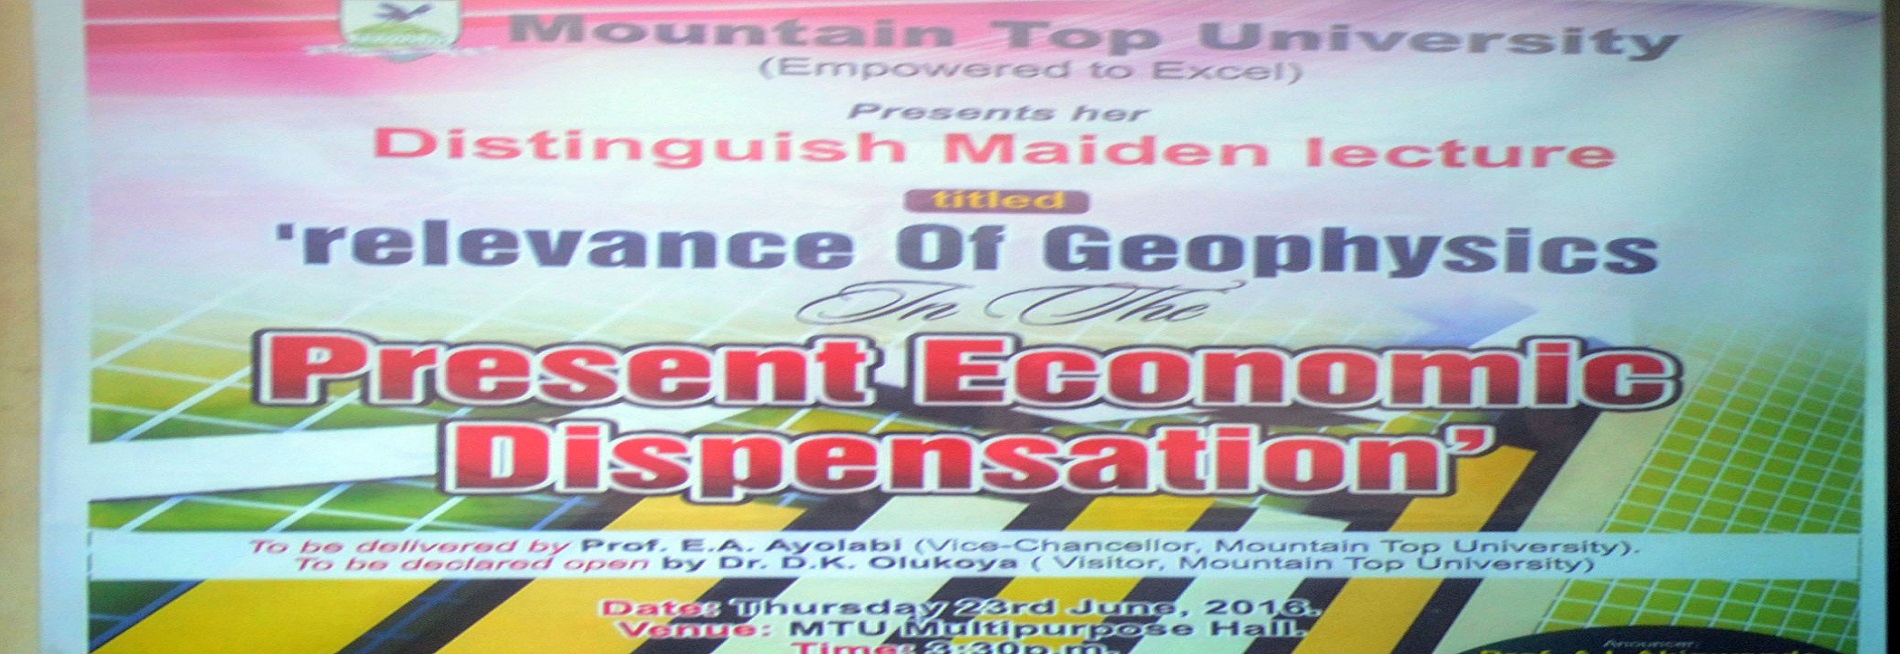 Mountain Top University
(Empowered to Excel)
Presents her
Distinguish Maiden lecture
titled
'relevance Of Geophysics
In The
Present Economic
Dispensation'
To be delivered by Prof. E.A. Ayolabi (Vice-Chancellor, Mountain Top University).
To be declared open by Dr. D.K. Olukoya ( Visitor, Mountain Top University)
Date: Thursday 23rd June, 2016.
Venue: MTU Multipurpose Hall.
Time: 3:30p.m.
Anouncer: